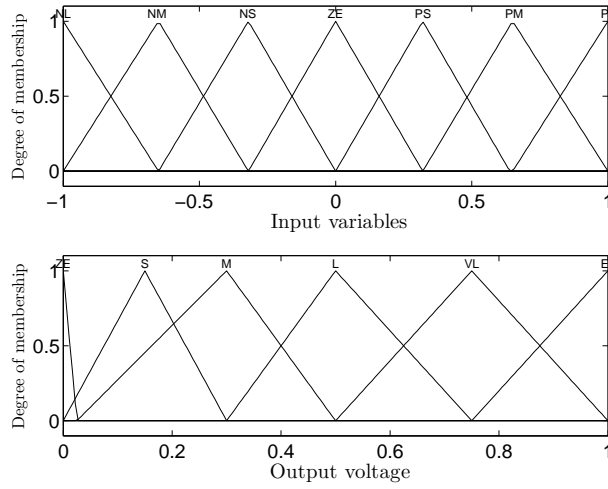 NL NM NS ZE PS PM P
Degree of membership
1
0.5
0
−1 −0.5 0 0.5 1
Input variables
ZE S M L VL E
Degree of membership
1
0.5
0
0 0.2 0.4 0.6 0.8 1
Output voltage